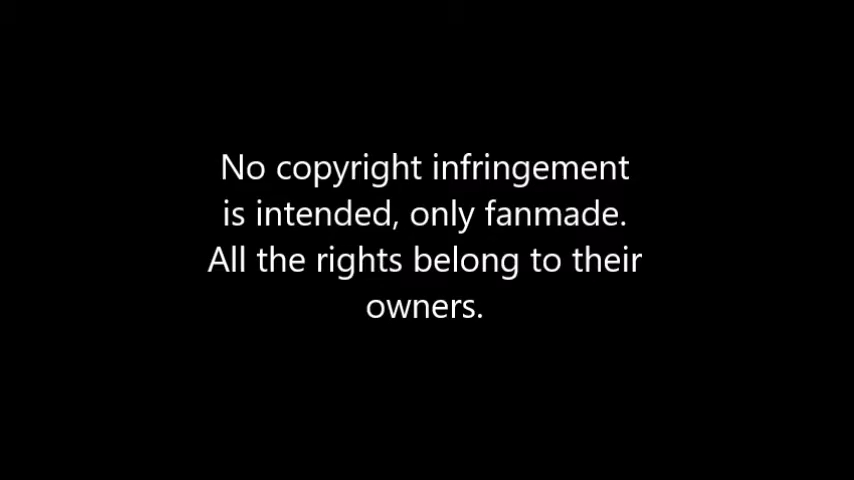 No copyright infringement
is intended, only fanmade.
All the rights belong to their
owners.